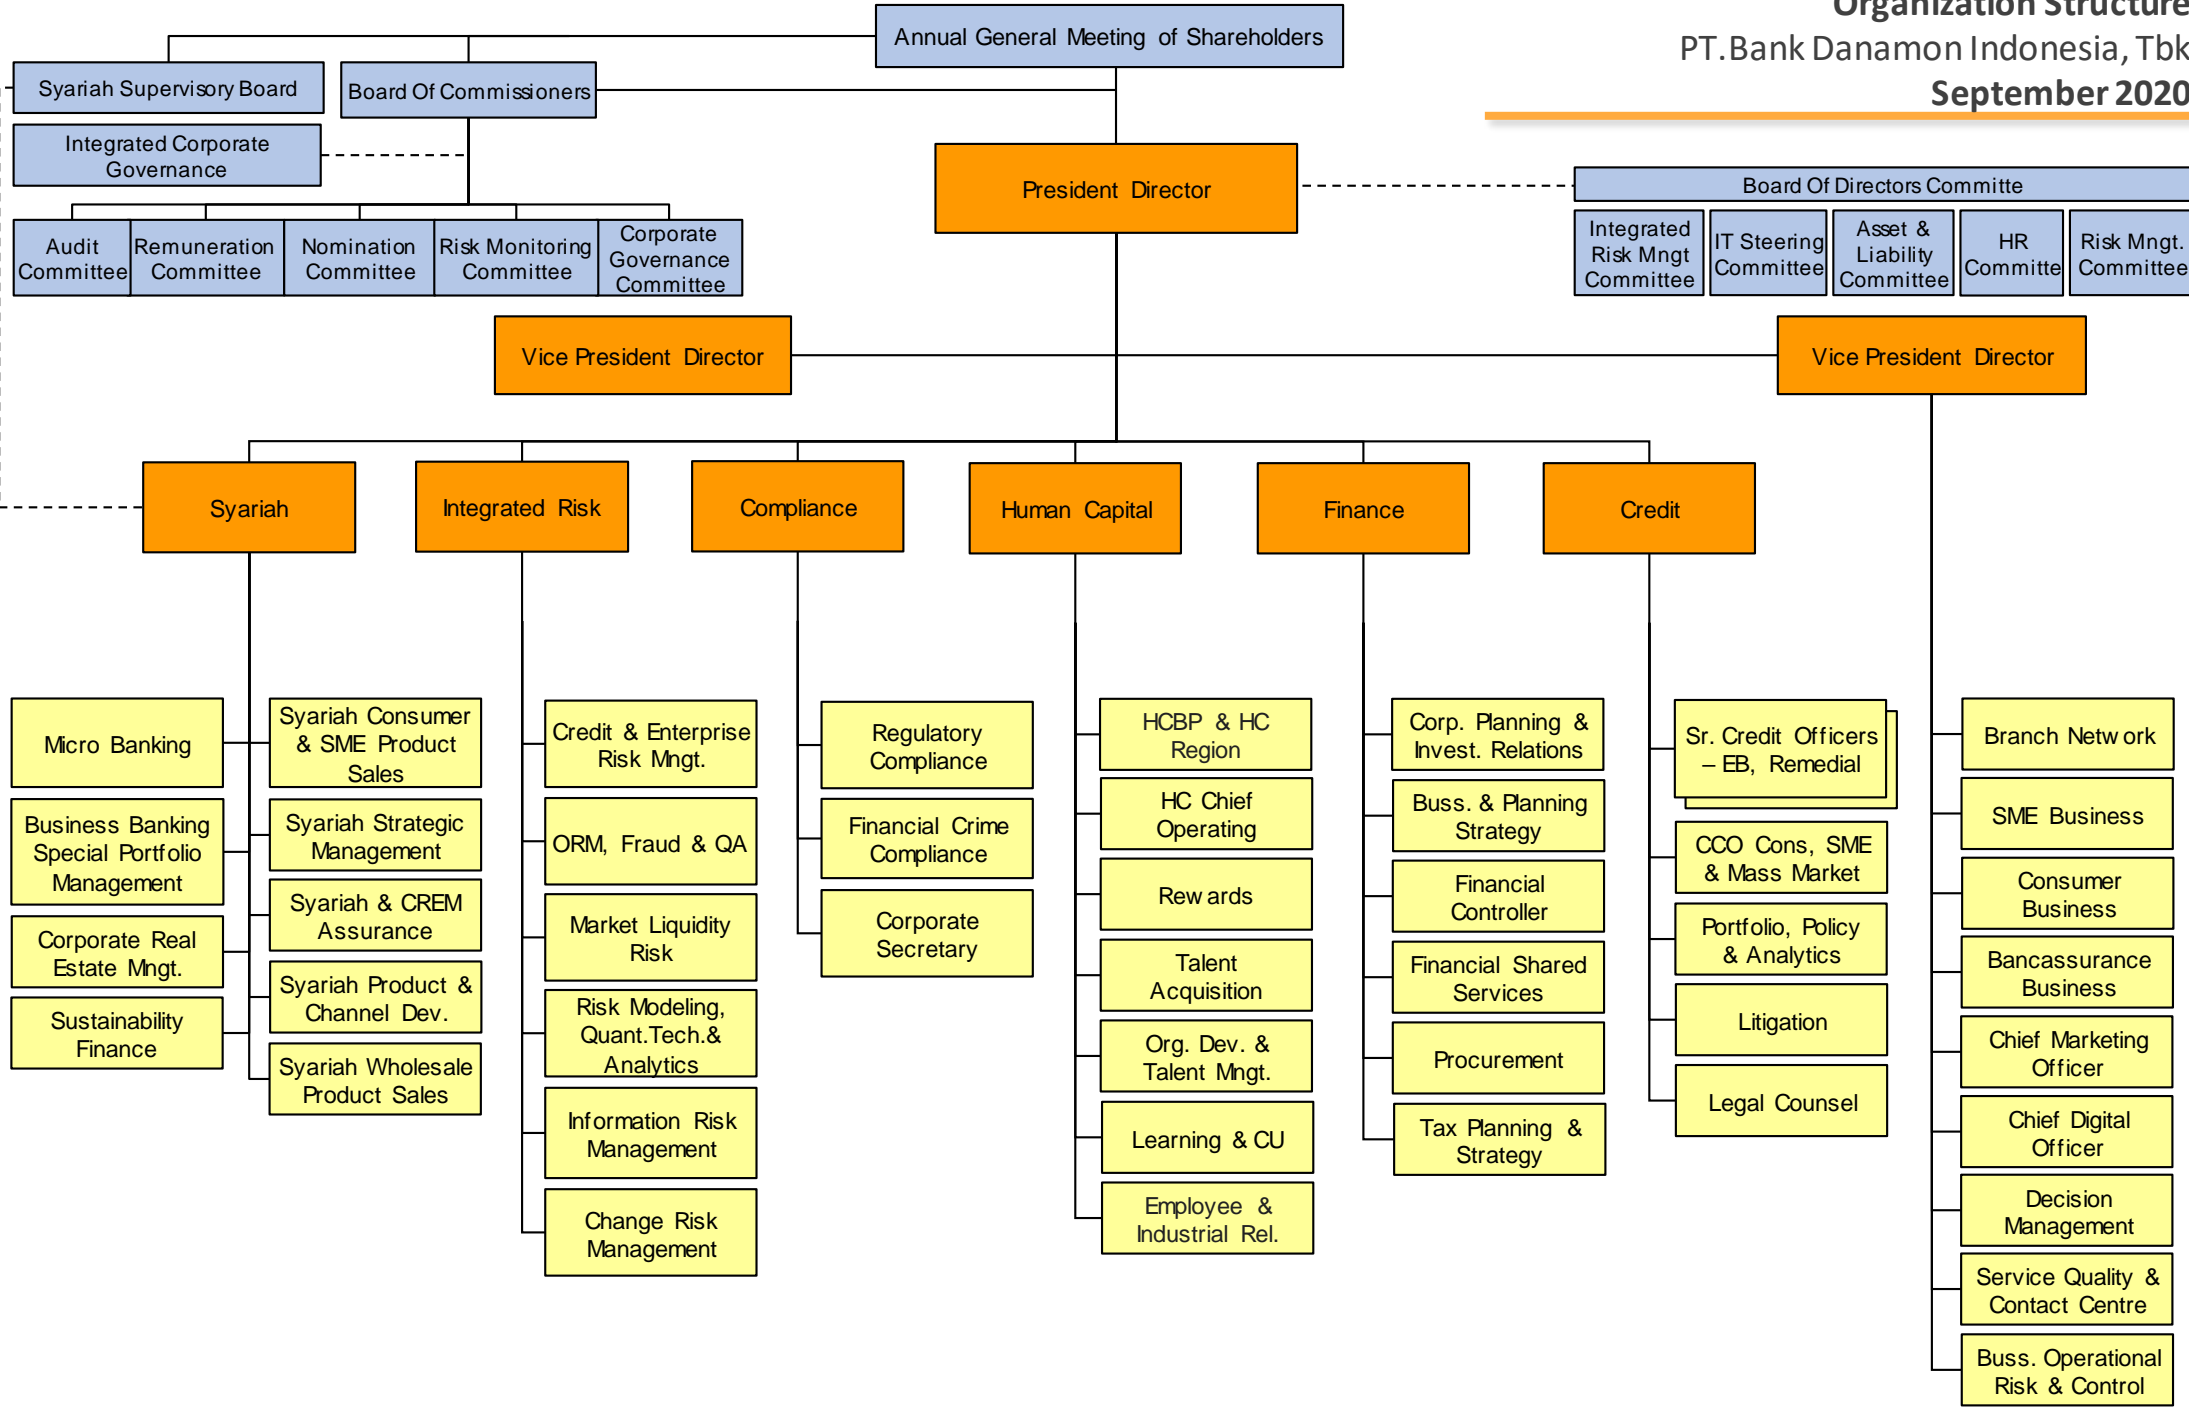 Organization Structure
PT.Bank Danamon Indonesia, Tbk
September 2020
Annual General Meeting of Shareholders
Syariah Supervisory Board
Board Of Commissioners
Integrated Corporate
Governance
President Director
Board Of Directors Committe
Audit
Committee
Remuneration
Committee
Nomination
Committee
Risk Monitoring
Committee
Corporate
Governance
Committee
Integrated
Risk Mngt
Committee
IT Steering
Committee
Asset &
Liability
Committee
HR
Committe
Risk Mngt.
Committee
Vice President Director
Vice President Director
Syariah
Integrated Risk
Compliance
Human Capital
Finance
Credit
Micro Banking
Business Banking
Special Portfolio
Management
Corporate Real
Estate Mngt.
Sustainability
Finance
Syariah Consumer
& SME Product
Sales
Syariah Strategic
Management
Syariah & CREM
Assurance
Syariah Product &
Channel Dev.
Syariah Wholesale
Product Sales
Credit & Enterprise
Risk Mngt.
ORM, Fraud & QA
Market Liquidity
Risk
Risk Modeling,
Quant.Tech.&
Analytics
Information Risk
Management
Change Risk
Management
Regulatory
Compliance
Financial Crime
Compliance
Corporate
Secretary
HCBP & HC
Region
HC Chief
Operating
Rewards
Talent
Acquisition
Org. Dev. &
Talent Mngt.
Learning & CU
Employee &
Industrial Rel.
Corp. Planning &
Invest. Relations
Buss. & Planning
Strategy
Financial
Controller
Financial Shared
Services
Procurement
Tax Planning &
Strategy
Sr. Credit Officers
– EB, Remedial
CCO Cons, SME
& Mass Market
Portfolio, Policy
& Analytics
Litigation
Legal Counsel
Branch Network
SME Business
Consumer
Business
Bancassurance
Business
Chief Marketing
Officer
Chief Digital
Officer
Decision
Management
Service Quality &
Contact Centre
Buss. Operational
Risk & Control